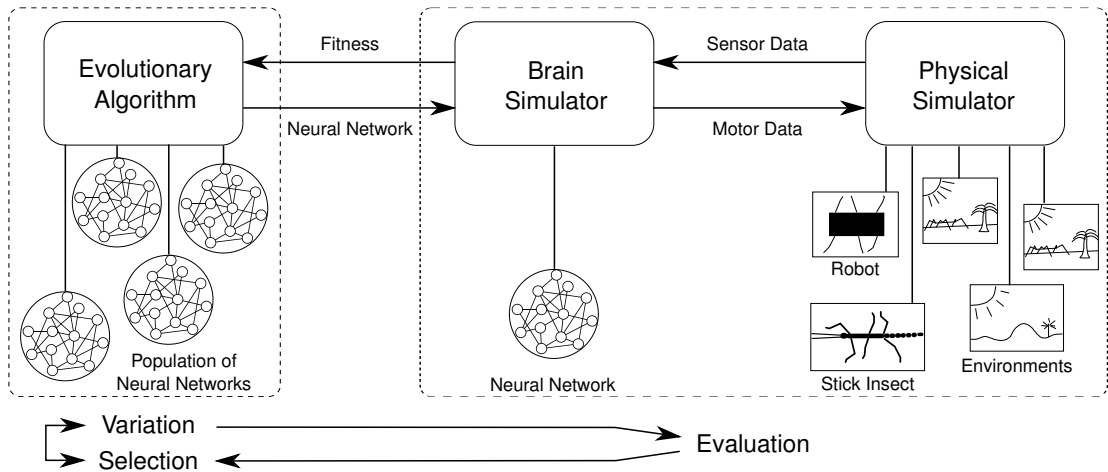 Evolutionary
Algorithm
Fitness
Neural Network
Brain
Simulator
Sensor Data
Motor Data
Physical
Simulator
Population of
Neural Networks
Neural Network
Robot
Stick Insect
Environments
Variation
Selection
Evaluation